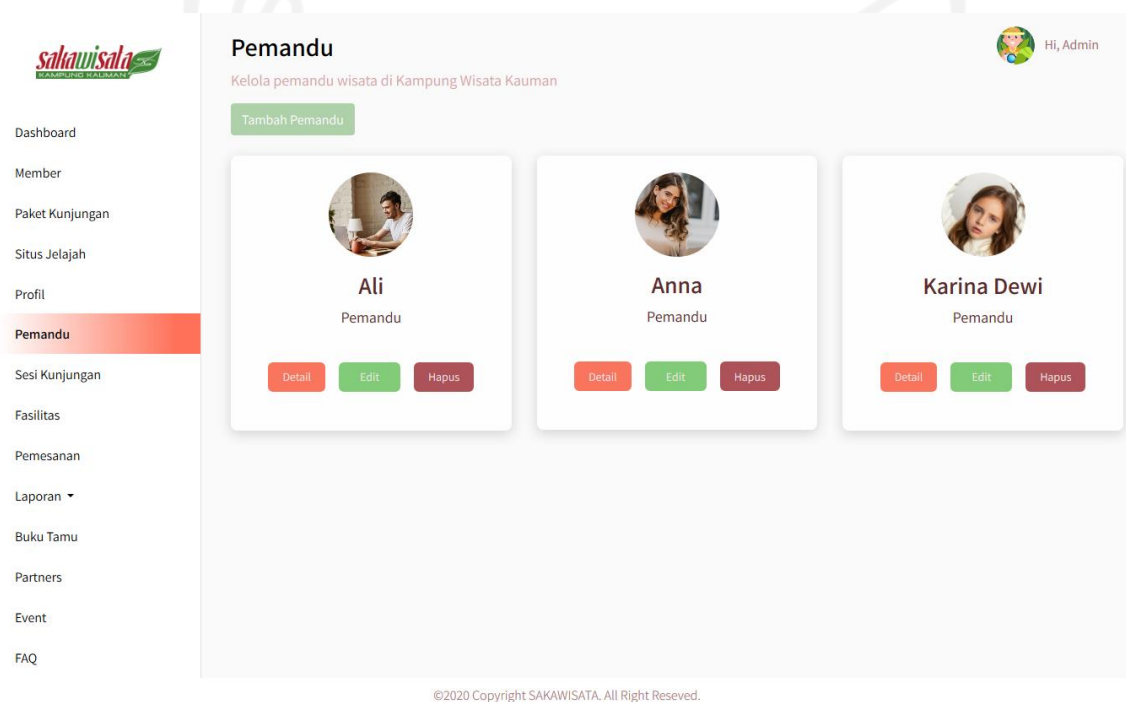 sakawisata
KAMPUNG KAUMAN
Dashboard
Member
Paket Kunjungan
Situs Jelajah
Profil
Pemandu
Sesi Kunjungan
Fasilitas
Pemesanan
Laporan
Buku Tamu
Partners
Event
FAQ
Pemandu
Hi, Admin
Kelola pemandu wisata di Kampung Wisata Kauman
Tambah Pemandu
Ali
Pemandu
Detail Edit Hapus
Anna
Pemandu
Detail Edit Hapus
Karina Dewi
Pemandu
Detail Edit Hapus
©2020 Copyright SAKAWISATA. All Right Reseved.